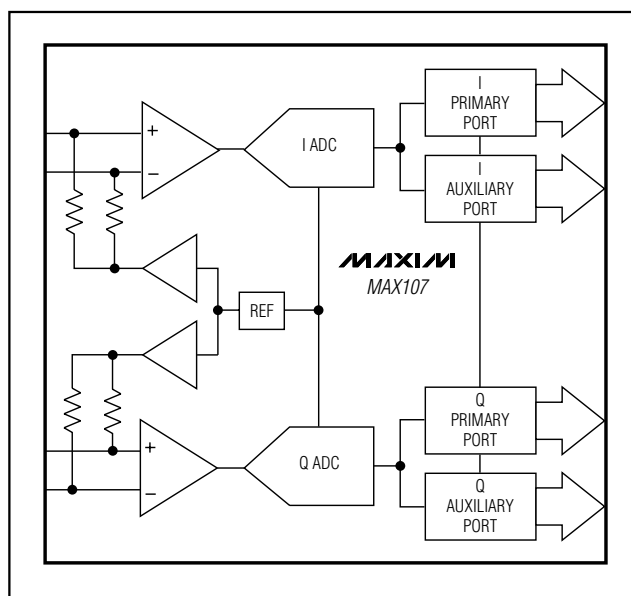 I
PRIMARY
PORT
+
−
I ADC
I
AUXILIARY
PORT
MAXIM
MAX107
REF
Q
PRIMARY
PORT
+
−
Q ADC
Q
AUXILIARY
PORT